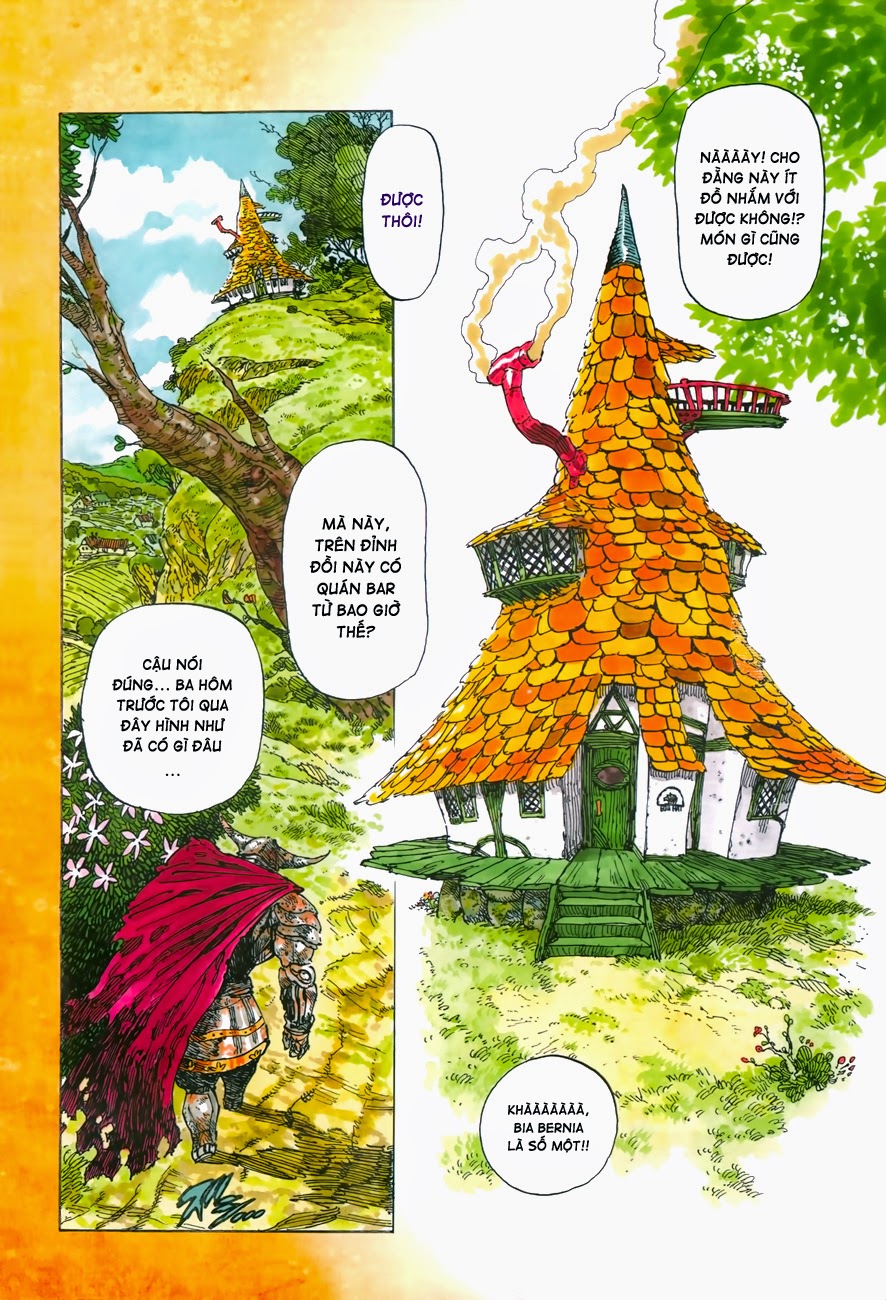 NÀÀÀÀY! CHO
ĐẰNG NÀY ÍT
ĐỒ NHẮM VỚI
ĐƯỢC KHÔNG!?
MÓN GÌ CŨNG
ĐƯỢC!
ĐƯỢC
THÔI!
MÀ NÀY,
TRÊN ĐỈNH
ĐỒI NÀY CÓ
QUÁN BAR
TỪ BAO GIỜ
THẾ?
CẬU NÓI
ĐÚNG... BA HÔM
TRƯỚC TÔI QUA
ĐÂY HÌNH NHƯ
ĐÃ CÓ GÌ ĐÂU
...
KHÀÀÀÀÀÀÀ,
BIA BERNIA
LÀ SỐ MỘT!!